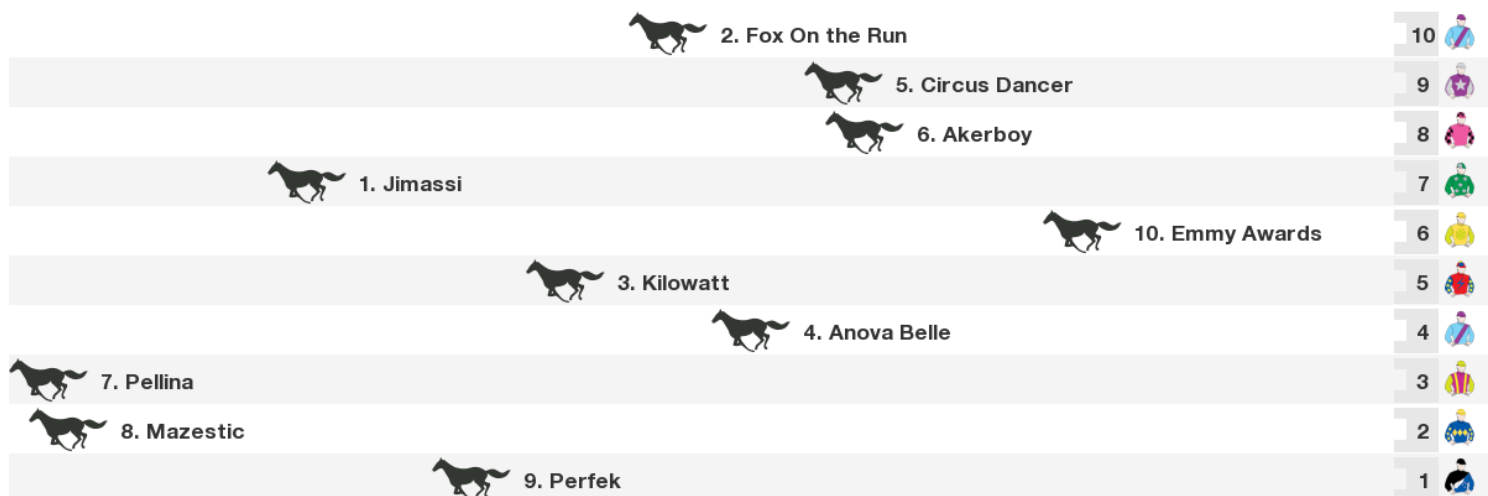 2. Fox On the Run 10
5. Circus Dancer 9
6. Akerboy 8
1. Jimassi 7
10. Emmy Awards 6
3. Kilowatt 5
4. Anova Belle 4
7. Pellina 3
8. Mazestic 2
9. Perfek 1